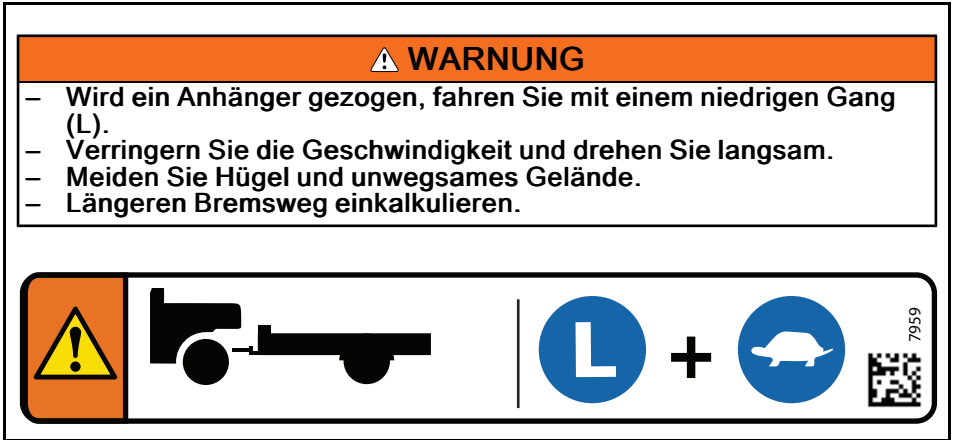 ⚠ WARNUNG
– Wird ein Anhänger gezogen, fahren Sie mit einem niedrigen Gang
(L).
– Verringern Sie die Geschwindigkeit und drehen Sie langsam.
– Meiden Sie Hügel und unwegsames Gelände.
– Längeren Bremsweg einkalkulieren.
L +
7959